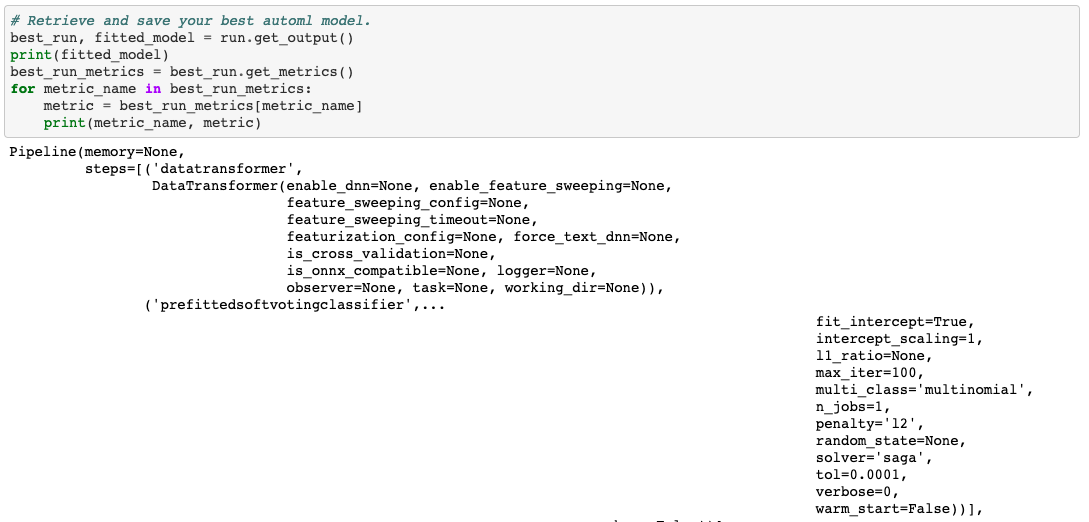 # Retrieve and save your best automl model.
best_run, fitted_model = run.get_output()
print(fitted_model)
best_run_metrics = best_run.get_metrics()
for metric_name in best_run_metrics:
    metric = best_run_metrics[metric_name]
    print(metric_name, metric)
Pipeline(memory=None,
         steps=[('datatransformer',
                 DataTransformer(enable_dnn=None, enable_feature_sweeping=None,
                                 feature_sweeping_config=None,
                                 feature_sweeping_timeout=None,
                                 featurization_config=None, force_text_dnn=None,
                                 is_cross_validation=None,
                                 is_onnx_compatible=None, logger=None,
                                 observer=None, task=None, working_dir=None)),
                ('prefittedsoftvotingclassifier',...
                                                                                                fit_intercept=True,
                                                                                                intercept_scaling=1,
                                                                                                l1_ratio=None,
                                                                                                max_iter=100,
                                                                                                multi_class='multinomial',
                                                                                                n_jobs=1,
                                                                                                penalty='l2',
                                                                                                random_state=None,
                                                                                                solver='saga',
                                                                                                tol=0.0001,
                                                                                                verbose=0,
                                                                                                warm_start=False))],